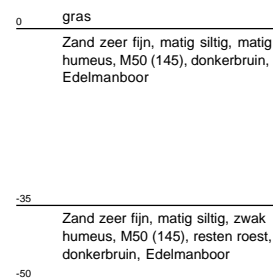 gras
0
Zand zeer fijn, matig siltig, matig
humeus, M50 (145), donkerbruin,
Edelmanboor
-35
Zand zeer fijn, matig siltig, zwak
humeus, M50 (145), resten roest,
donkerbruin, Edelmanboor
-50